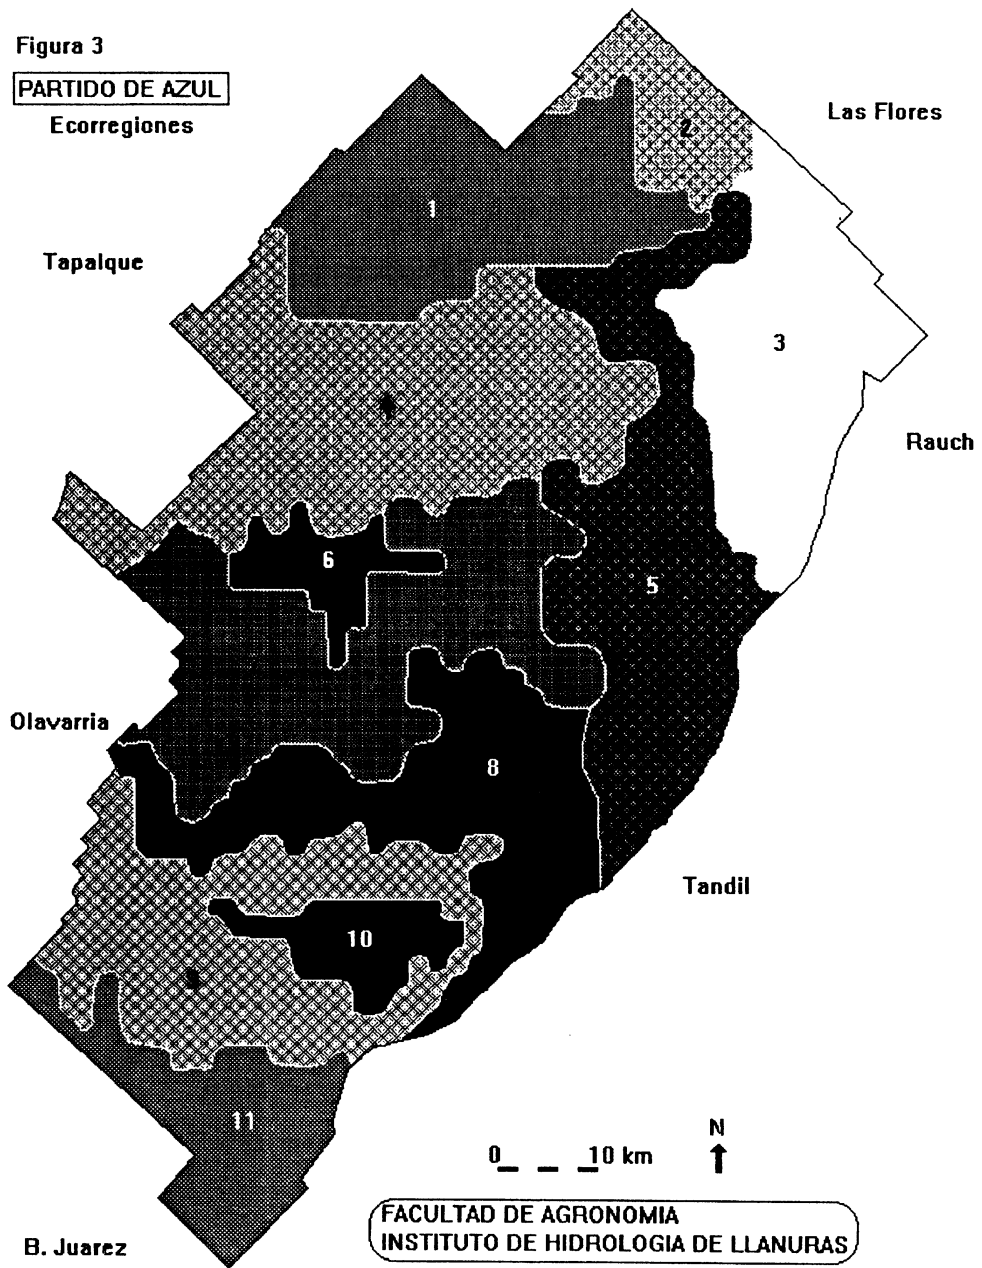 Figura 3
PARTIDO DE AZUL
Ecorregiones
Las Flores
2
1
Tapalque
3
Rauch
6
5
Olavarria
8
Tandil
10
11
N
0 10 km
FACULTAD DE AGRONOMIA
INSTITUTO DE HIDROLOGIA DE LLANURAS
B. Juarez